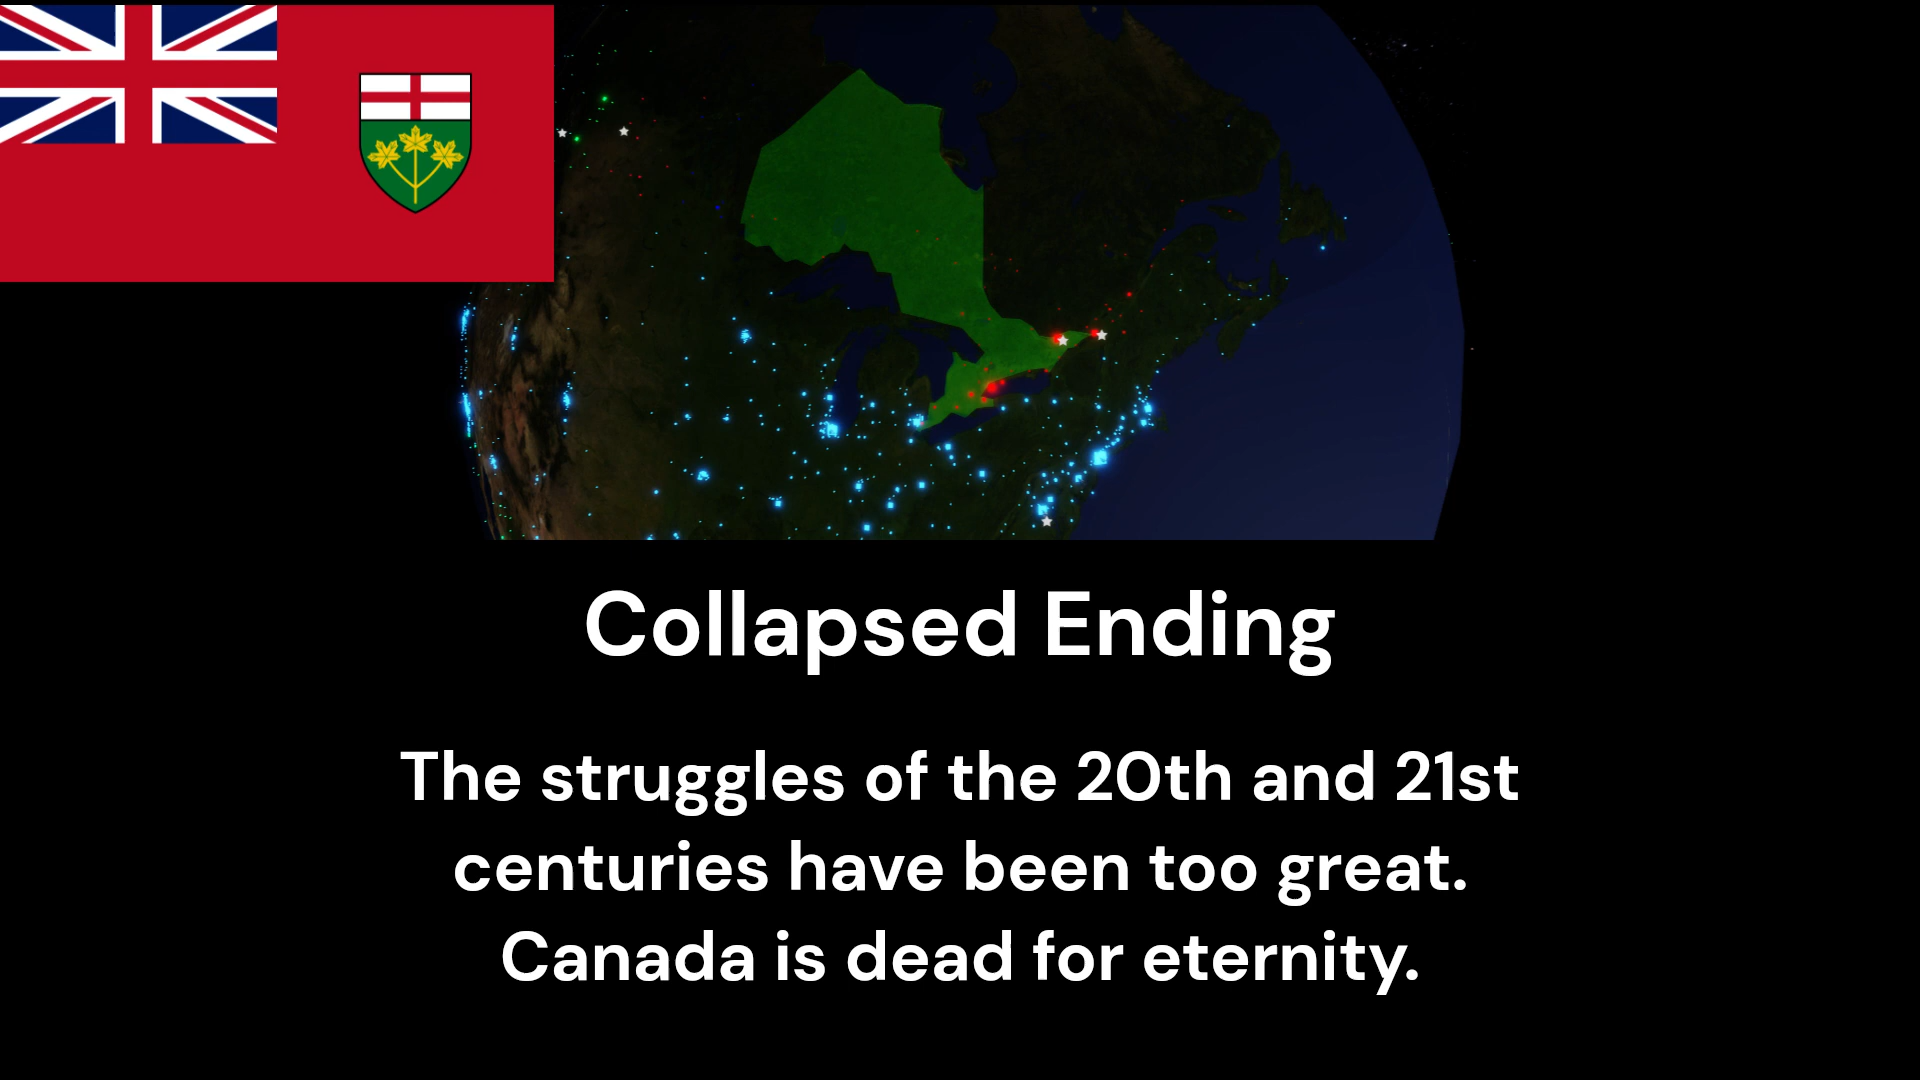 Collapsed Ending
The struggles of the 20th and 21st
centuries have been too great.
Canada is dead for eternity.